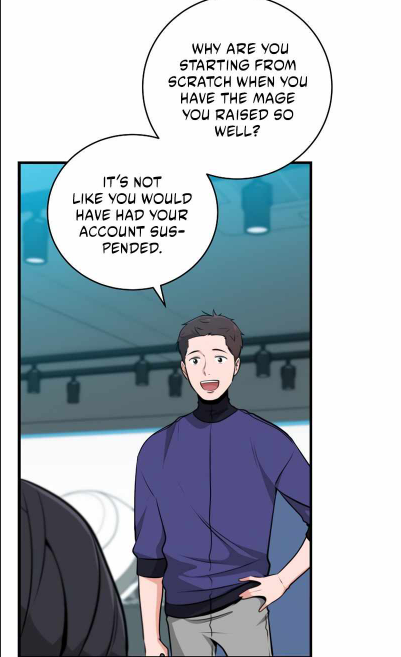 WHY ARE YOU
STARTING FROM
SCRATCH WHEN YOU
HAVE THE MAGE
YOU RAISED SO
WELL?
IT'S NOT
LIKE YOU WOULD
HAVE HAD YOUR
ACCOUNT SUS-
PENDED.